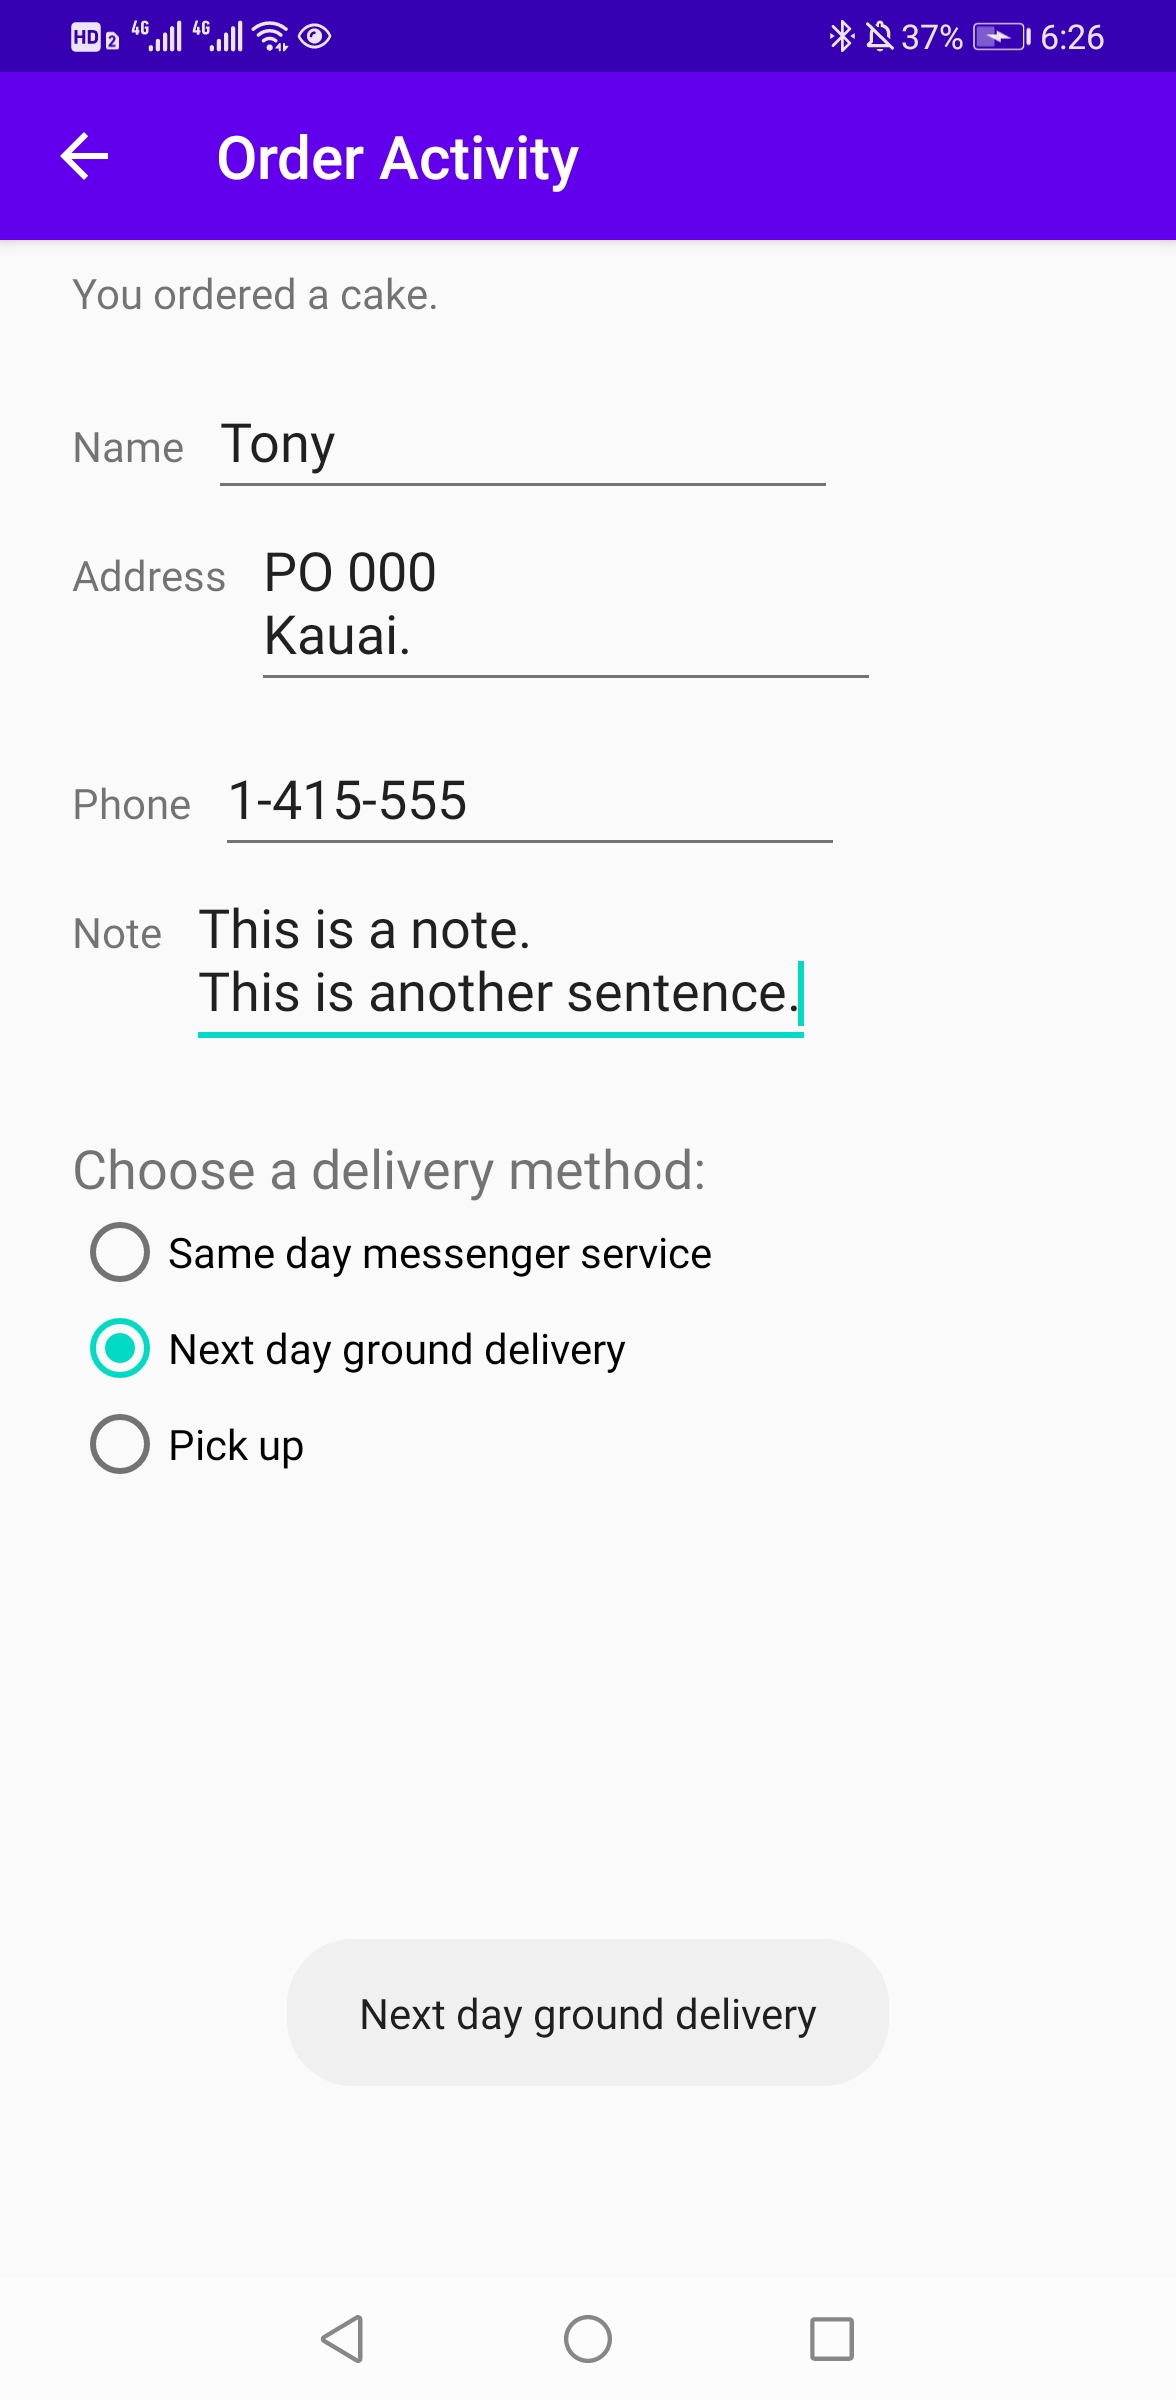 HD 2 4G 4G 37% 6:26
Order Activity
You ordered a cake.
Name Tony
Address PO 000
Kauai.
Phone 1-415-555
Note This is a note.
This is another sentence.
Choose a delivery method:
Same day messenger service
Next day ground delivery
Pick up
Next day ground delivery